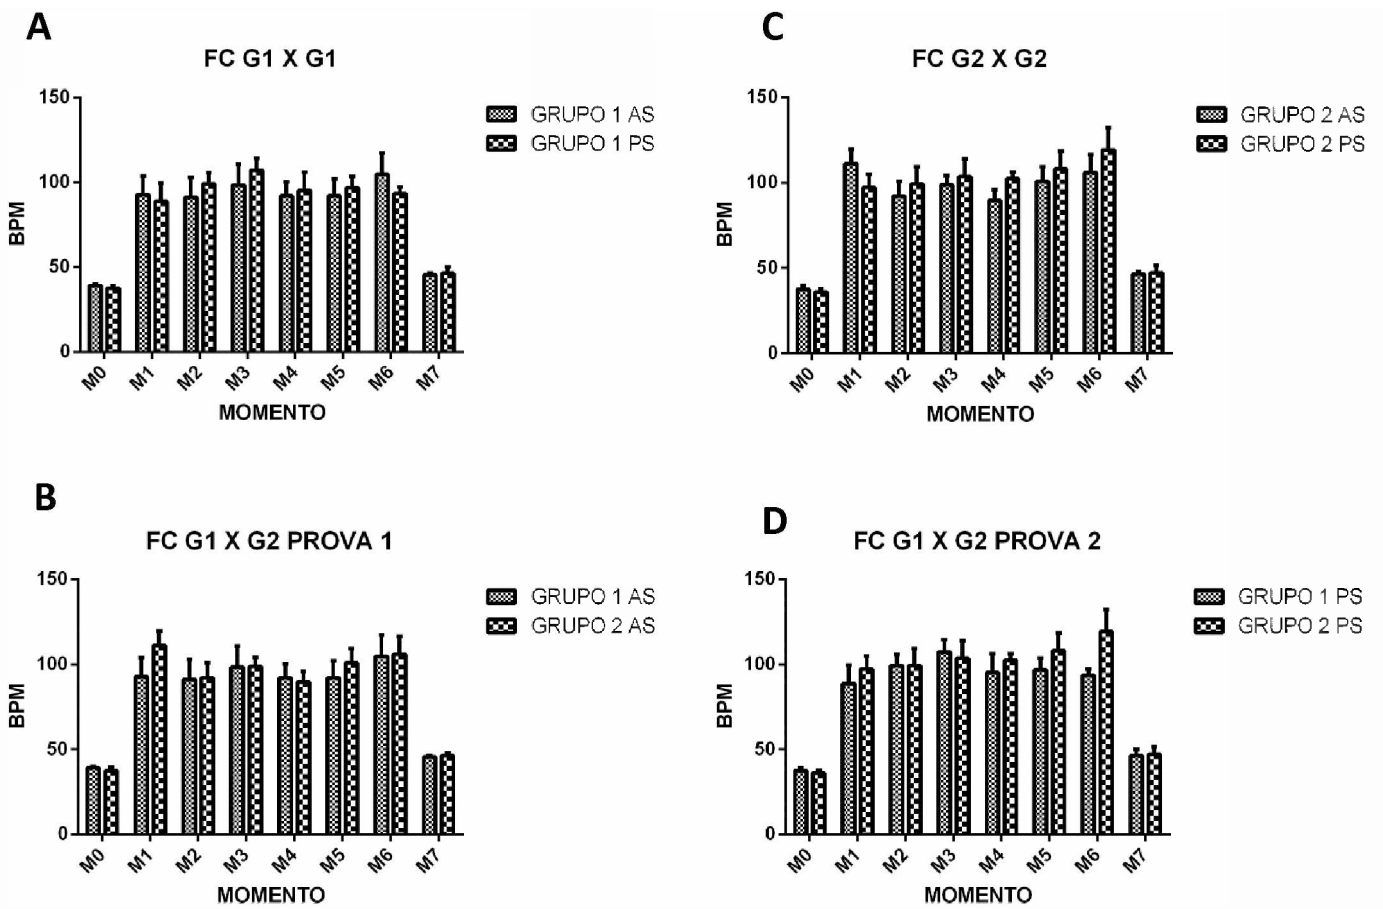 A
FC G1 X G1
150
100
50
0
BPM
M0 M1 M2 M3 M4 M5 M6 M7
MOMENTO
GRUPO 1 AS
GRUPO 1 PS
C
FC G2 X G2
150
100
50
0
BPM
M0 M1 M2 M3 M4 M5 M6 M7
MOMENTO
GRUPO 2 AS
GRUPO 2 PS
B
FC G1 X G2 PROVA 1
150
100
50
0
BPM
M0 M1 M2 M3 M4 M5 M6 M7
MOMENTO
GRUPO 1 AS
GRUPO 2 AS
D
FC G1 X G2 PROVA 2
150
100
50
0
BPM
M0 M1 M2 M3 M4 M5 M6 M7
MOMENTO
GRUPO 1 PS
GRUPO 2 PS